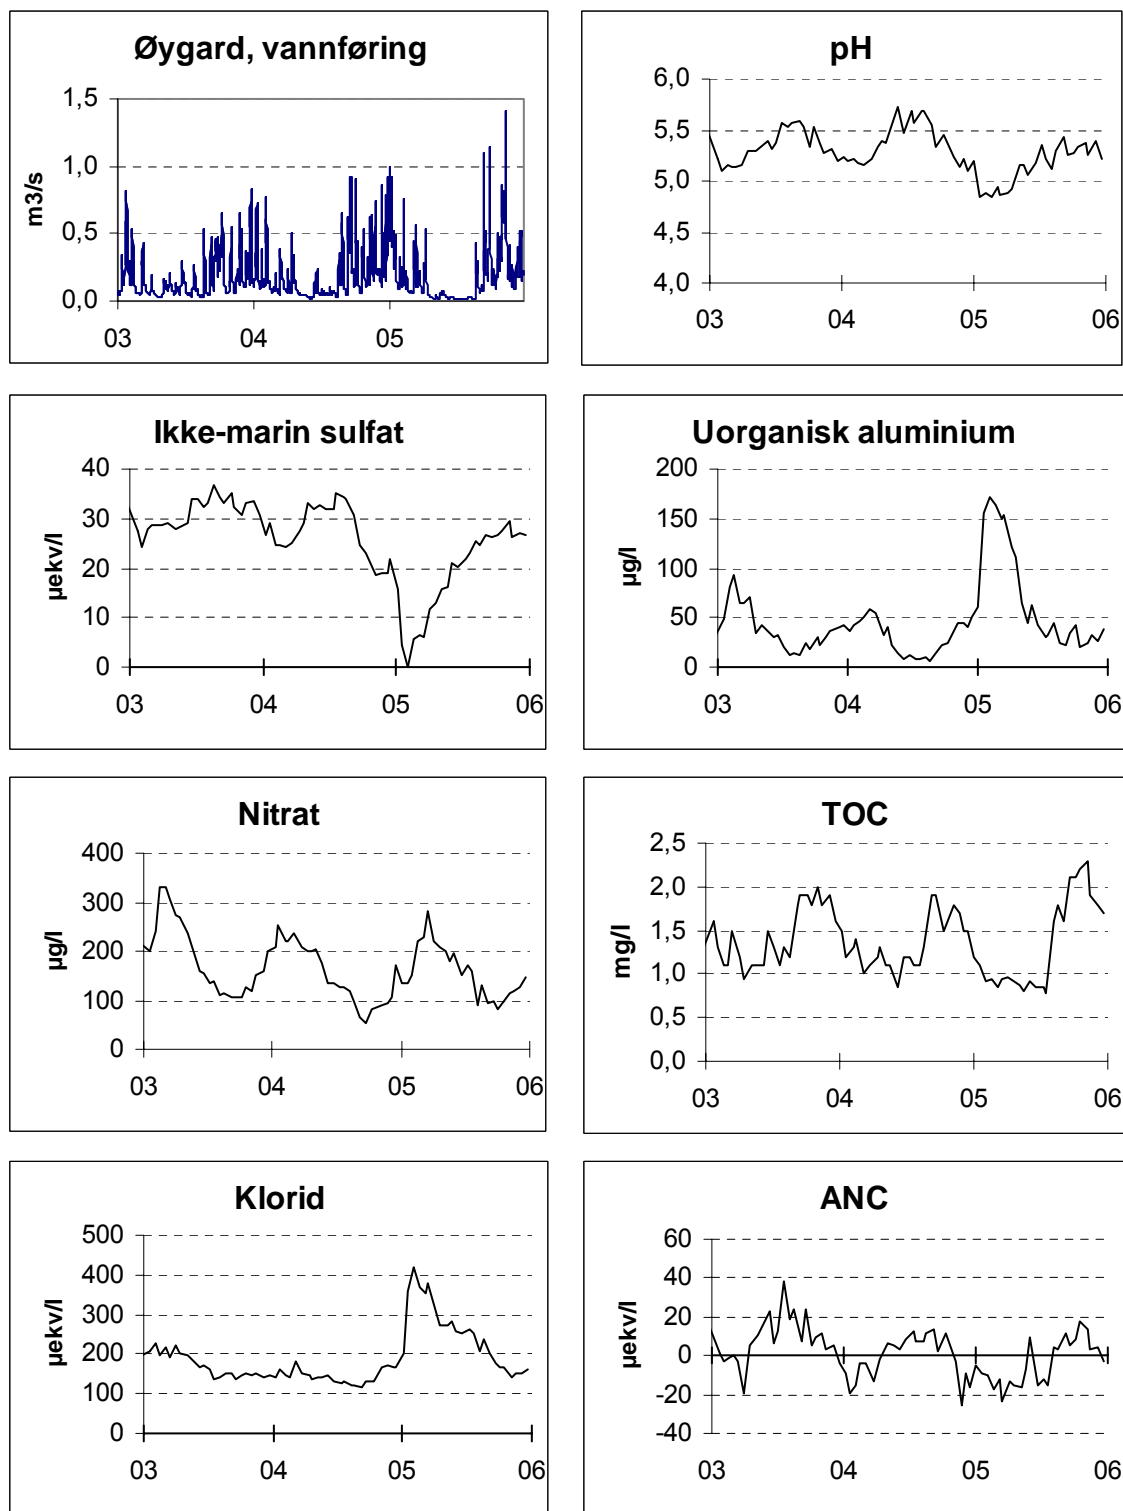 Øygard, vannføring
m3/s
1,5
1,0
0,5
0,0
03 04 05
pH
6,0
5,5
5,0
4,5
4,0
03 04 05 06
Ikke-marin sulfat
µekv/l
40
30
20
10
0
03 04 05 06
Uorganisk aluminium
µg/l
200
150
100
50
0
03 04 05 06
Nitrat
µg/l
400
300
200
100
0
03 04 05 06
TOC
mg/l
2,5
2,0
1,5
1,0
0,5
0,0
03 04 05 06
Klorid
µekv/l
500
400
300
200
100
0
03 04 05 06
ANC
µekv/l
60
40
20
0
-20
-40
03 04 05 06